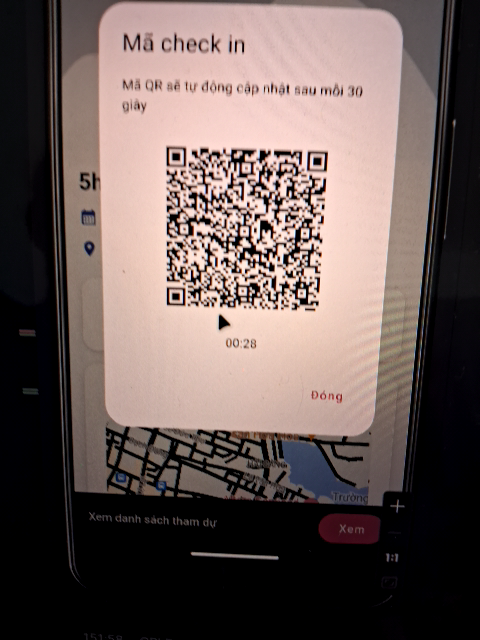 Mã check in
Mã QR sẽ tự động cập nhật sau mỗi 30
giây
5h
00:28
Đóng
Trường
Xem danh sách tham dự
Xem
1:1